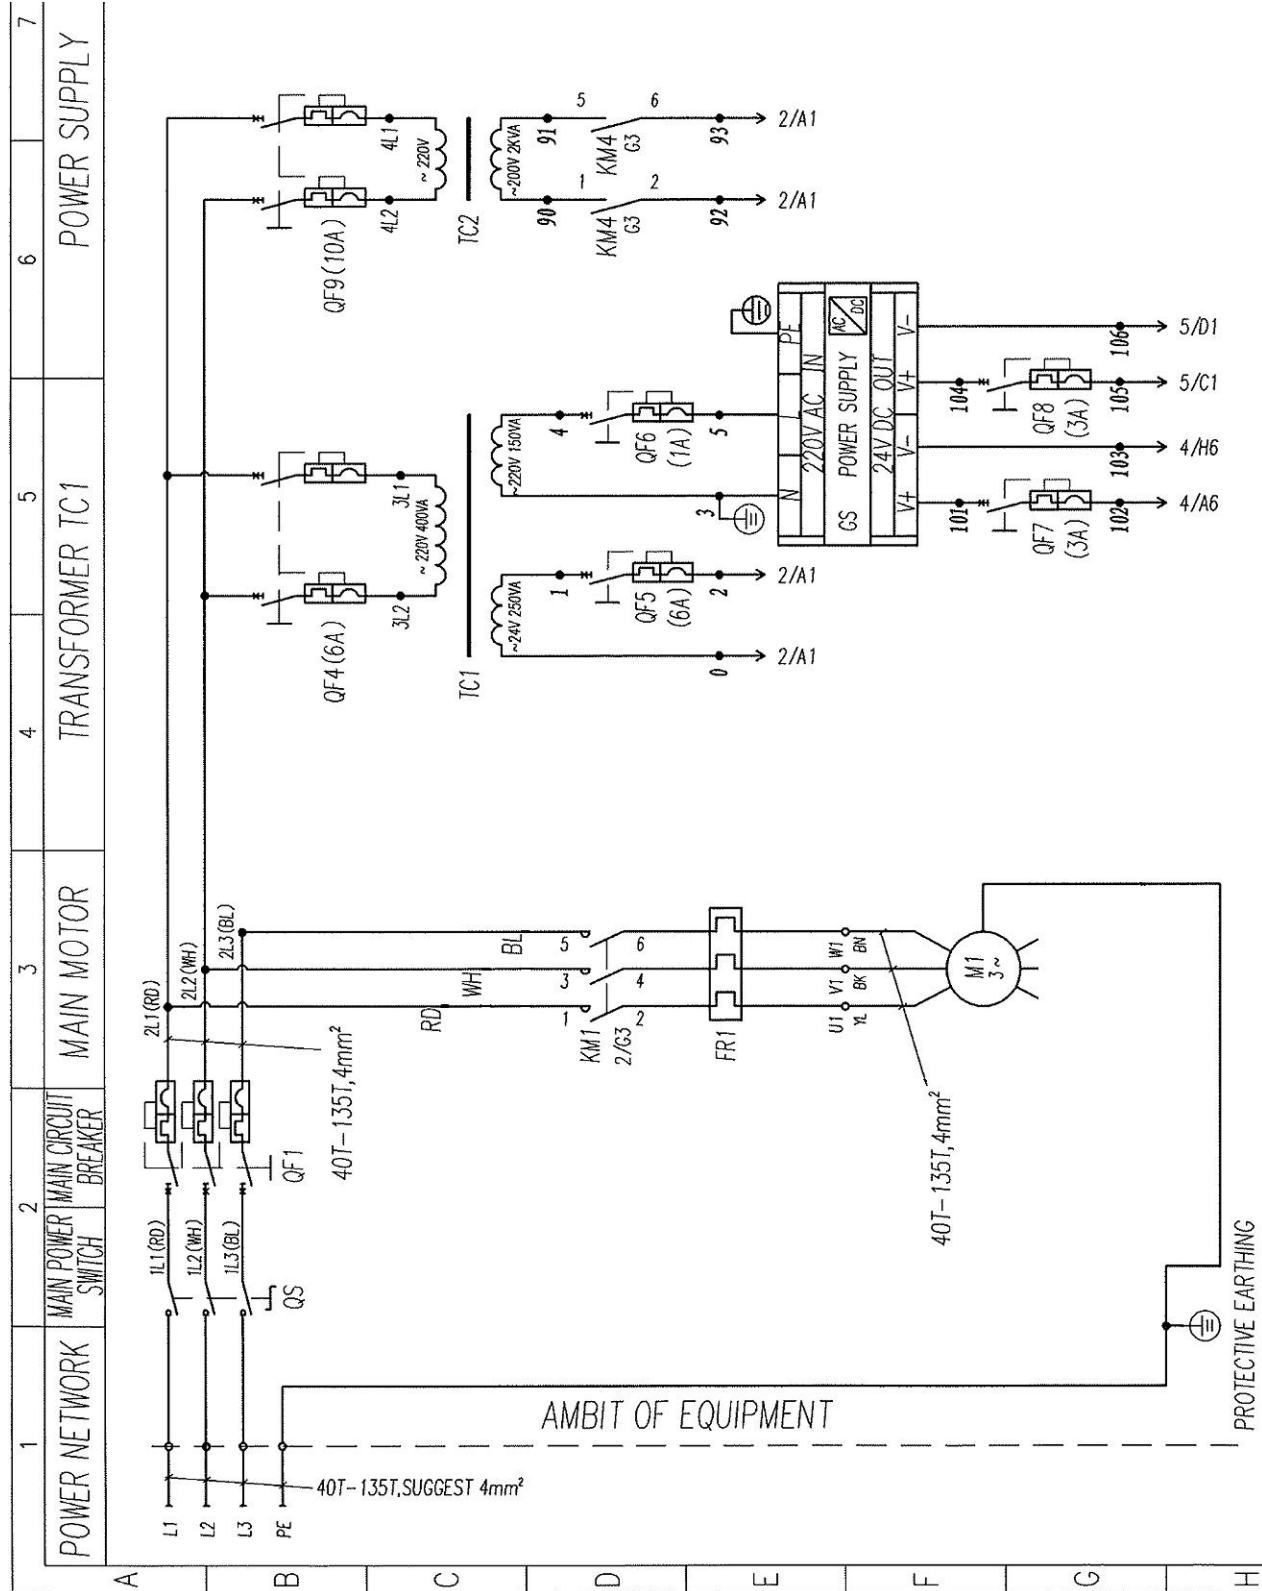 1
2
3
4
5
6
7
POWER NETWORK
MAIN POWER
SWITCH
MAIN CIRCUIT
BREAKER
MAIN MOTOR
TRANSFORMER TC1
POWER SUPPLY
A
B
C
D
E
F
G
H
L1
L2
L3
PE
40T-135T,SUGGEST 4mm²
AMBIT OF EQUIPMENT
1L1(RD)
1L2(WH)
1L3(BL)
QS
QF1
2L1(RD)
2L2(WH)
2L3(BL)
40T-135T,4mm²
RD
WH
BL
1
3
5
KM1
2/G3
2
4
6
FR1
U1
V1
W1
YL
BK
BN
M1
3~
40T-135T,4mm²
PROTECTIVE EARTHING
QF4(6A)
3L2
3L1
~ 220V 400VA
TC1
~24V 250VA
~220V 150VA
1
QF5
(6A)
0
2
2/A1
2/A1
4
QF6
(1A)
3
5
N
L
PE
220V AC IN
GS
POWER SUPPLY
AC
DC
24V DC OUT
V+
V-
V+
V-
101
104
QF7
(3A)
QF8
(3A)
102
103
105
106
4/A6
4/H6
5/C1
5/D1
QF9(10A)
4L2
4L1
~ 220V
TC2
~200V 2KVA
90
91
1
5
KM4
G3
KM4
G3
2
6
92
93
2/A1
2/A1